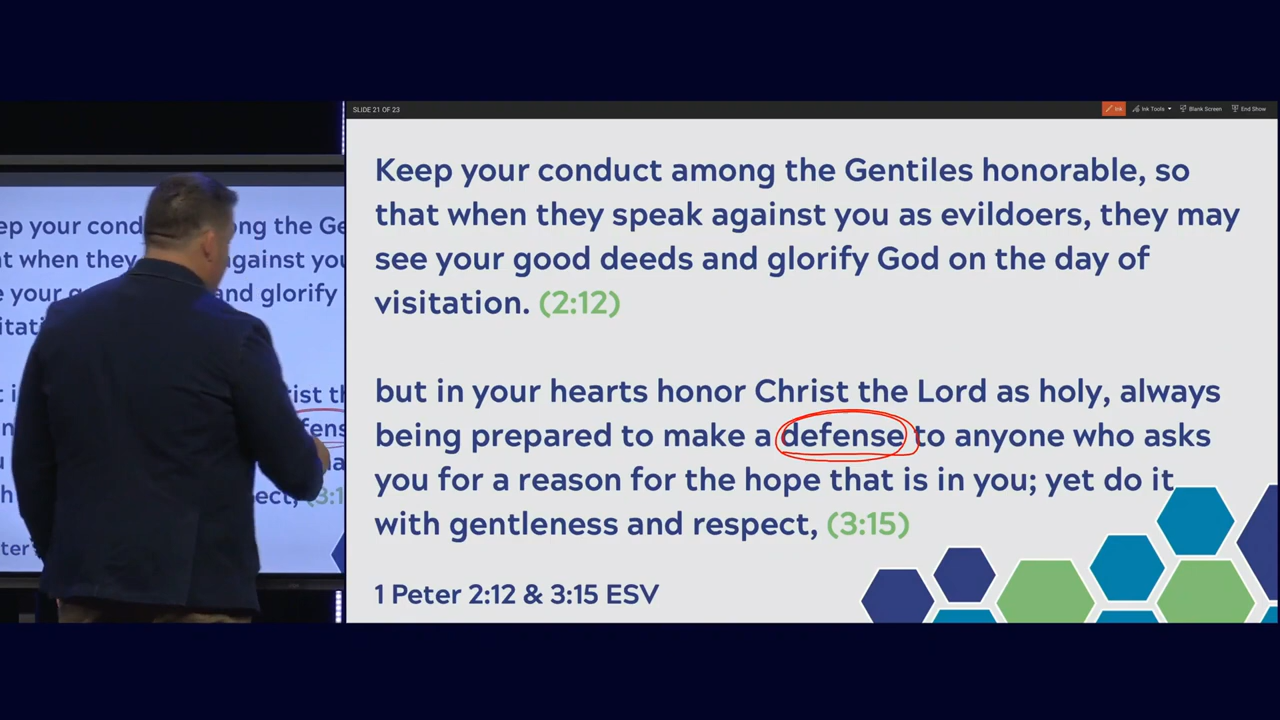 SLIDE 21 OF 23
Ink
Ink Tools
Blank Screen
End Show
Keep your conduct among the Gentiles honorable, so
that when they speak against you as evildoers, they may
see your good deeds and glorify God on the day of
visitation. (2:12)
but in your hearts honor Christ the Lord as holy, always
being prepared to make a defense to anyone who asks
you for a reason for the hope that is in you; yet do it
with gentleness and respect, (3:15)
1 Peter 2:12 & 3:15 ESV